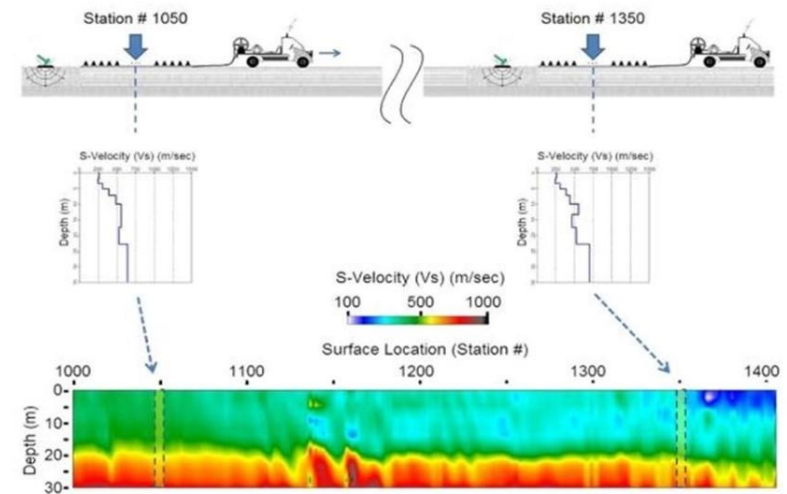 Station # 1050
Station # 1350
S-Velocity (Vs) (m/sec)
Depth (m)
S-Velocity (Vs) (m/sec)
Depth (m)
S-Velocity (Vs) (m/sec)
100 500 1000
Surface Location (Station #)
1000 1100 1200 1300 1400
Depth (m)
0
10
20
30